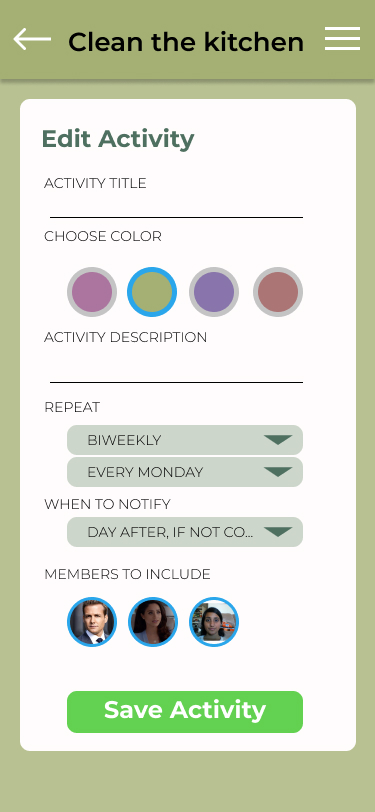 Clean the kitchen
Edit Activity
ACTIVITY TITLE
CHOOSE COLOR
ACTIVITY DESCRIPTION
REPEAT
BIWEEKLY
EVERY MONDAY
WHEN TO NOTIFY
DAY AFTER, IF NOT CO...
MEMBERS TO INCLUDE
Save Activity